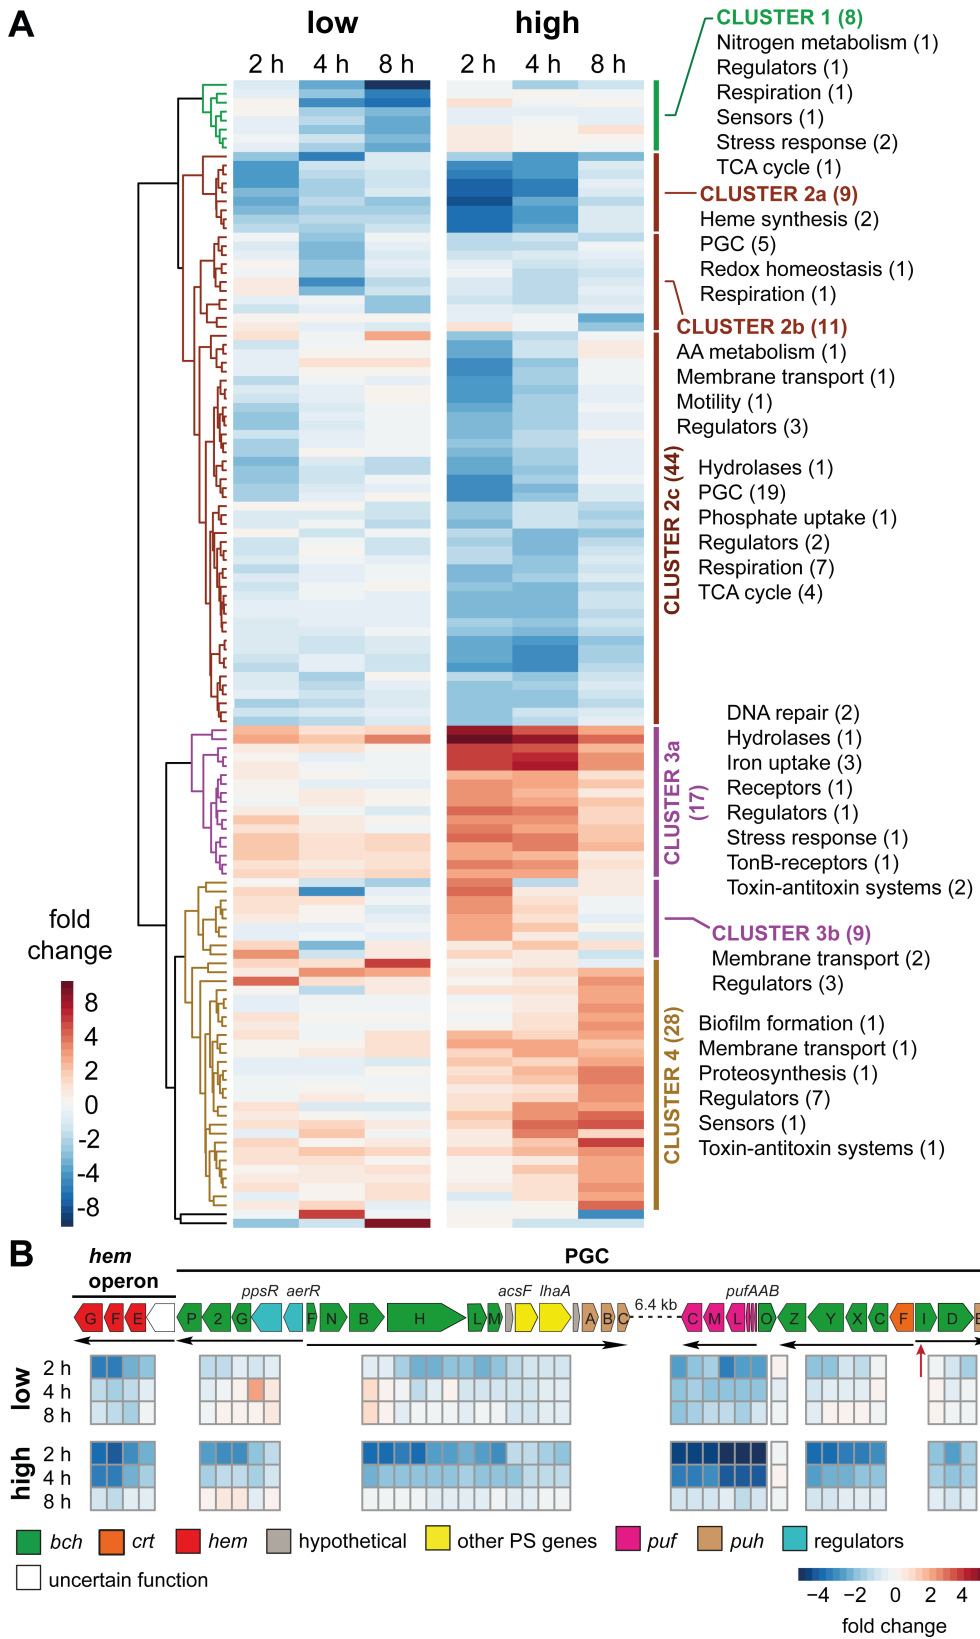 A
low
high
2 h
4 h
8 h
2 h
4 h
8 h
CLUSTER 1 (8)
Nitrogen metabolism (1)
Regulators (1)
Respiration (1)
Sensors (1)
Stress response (2)
TCA cycle (1)
CLUSTER 2a (9)
Heme synthesis (2)
PGC (5)
Redox homeostasis (1)
Respiration (1)
CLUSTER 2b (11)
AA metabolism (1)
Membrane transport (1)
Motility (1)
Regulators (3)
CLUSTER 2c (44)
Hydrolases (1)
PGC (19)
Phosphate uptake (1)
Regulators (2)
Respiration (7)
TCA cycle (4)
CLUSTER 3a
(17)
DNA repair (2)
Hydrolases (1)
Iron uptake (3)
Receptors (1)
Regulators (1)
Stress response (1)
TonB-receptors (1)
Toxin-antitoxin systems (2)
CLUSTER 3b (9)
Membrane transport (2)
Regulators (3)
CLUSTER 4 (28)
Biofilm formation (1)
Membrane transport (1)
Proteosynthesis (1)
Regulators (7)
Sensors (1)
Toxin-antitoxin systems (1)
fold
change
8
4
2
0
-2
-4
-8
B
hem
operon
PGC
ppsR aerR
acsF lhaA
6.4 kb
pufAAB
G F E P 2 G F N B H L M A B C C M L O Z Y X C F I D
low
2 h
4 h
8 h
high
2 h
4 h
8 h
bch
crt
hem
hypothetical
other PS genes
puf
puh
regulators
uncertain function
−4 −2 0 2 4
fold change